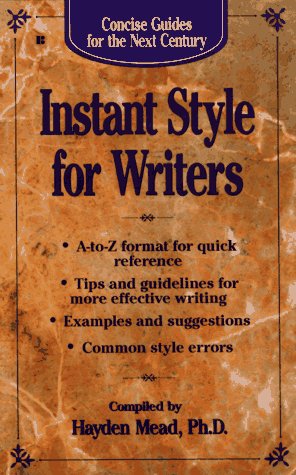 B
Concise Guides
for the Next Century
Instant Style
for Writers
• A-to-Z format for quick
reference
• Tips and guidelines for
more effective writing
• Examples and suggestions
• Common style errors
Compiled by
Hayden Mead, Ph.D.